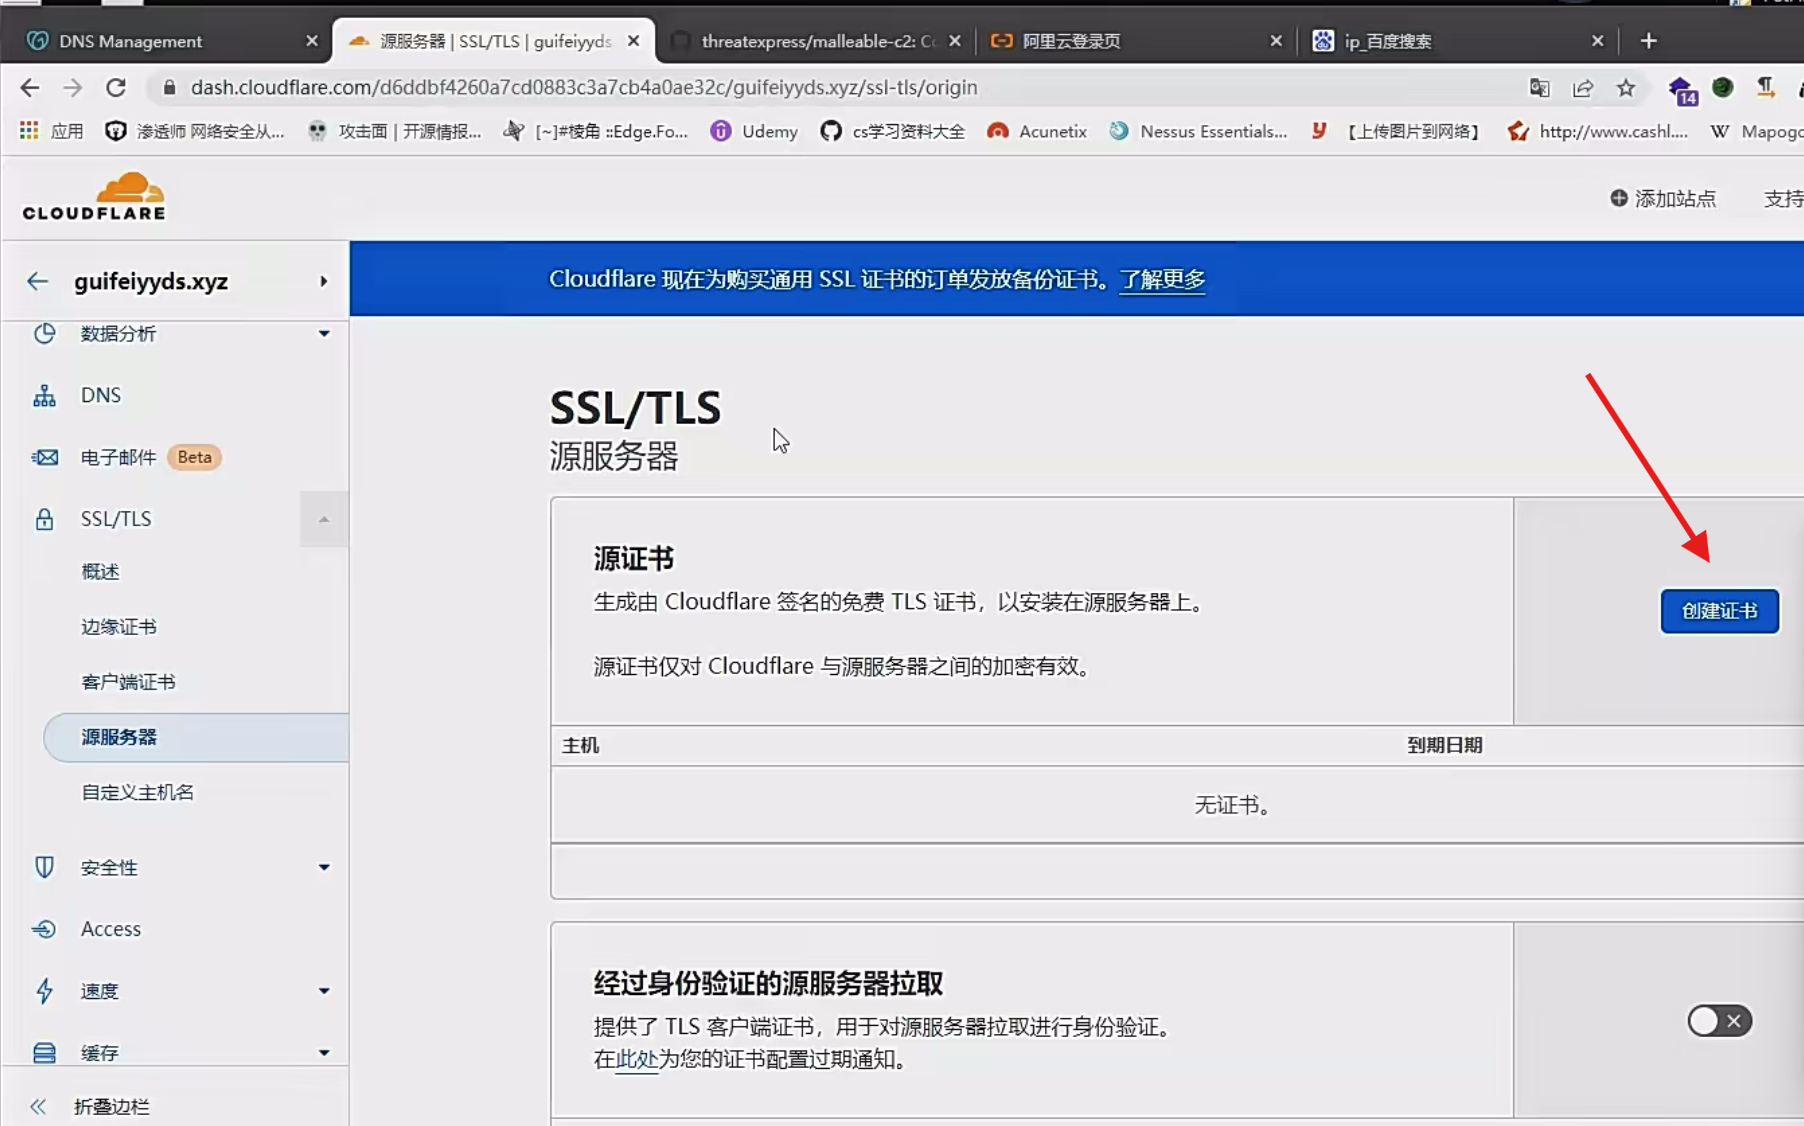 DNS Management
源服务器 | SSL/TLS | guifeiyyds
threatexpress/malleable-c2: C
阿里云登录页
ip_百度搜索
dash.cloudflare.com/d6ddbf4260a7cd0883c3a7cb4a0ae32c/guifeiyyds.xyz/ssl-tls/origin
14
应用
渗透师 网络安全从...
攻击面 | 开源情报...
[~]#棱角 ::Edge.Fo...
Udemy
cs学习资料大全
Acunetix
Nessus Essentials...
【上传图片到网络】
http://www.cashl....
Mapogo
CLOUDFLARE
添加站点
支持
guifeiyyds.xyz
Cloudflare 现在为购买通用 SSL 证书的订单发放备份证书。了解更多
数据分析
DNS
电子邮件 Beta
SSL/TLS
概述
边缘证书
客户端证书
源服务器
自定义主机名
安全性
Access
速度
缓存
折叠边栏
SSL/TLS
源服务器
源证书
生成由 Cloudflare 签名的免费 TLS 证书，以安装在源服务器上。
源证书仅对 Cloudflare 与源服务器之间的加密有效。
创建证书
主机
到期日期
无证书。
经过身份验证的源服务器拉取
提供了 TLS 客户端证书，用于对源服务器拉取进行身份验证。
在此处为您的证书配置过期通知。